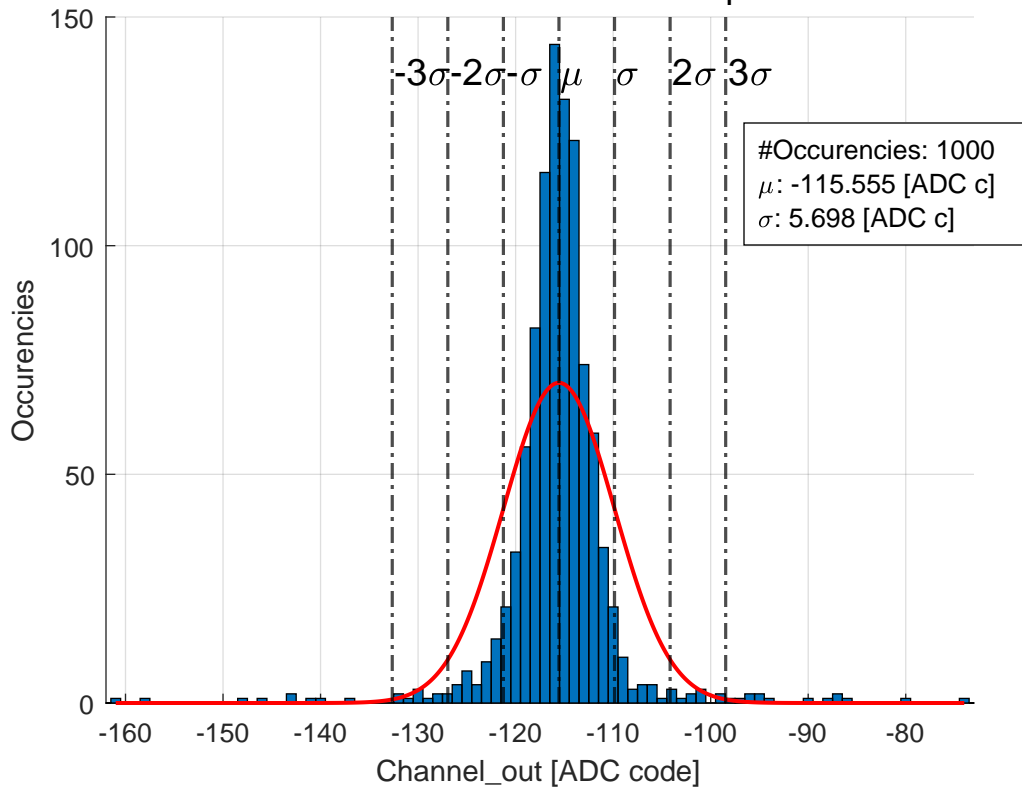 150
-3σ
-2σ
-σ
μ
σ
2σ
3σ
#Occurencies: 1000
μ: -115.555 [ADC c]
σ: 5.698 [ADC c]
100
Occurencies
50
0
-160
-140
-130
-120
-110
-100
-90
-80
Channel_out [ADC code]